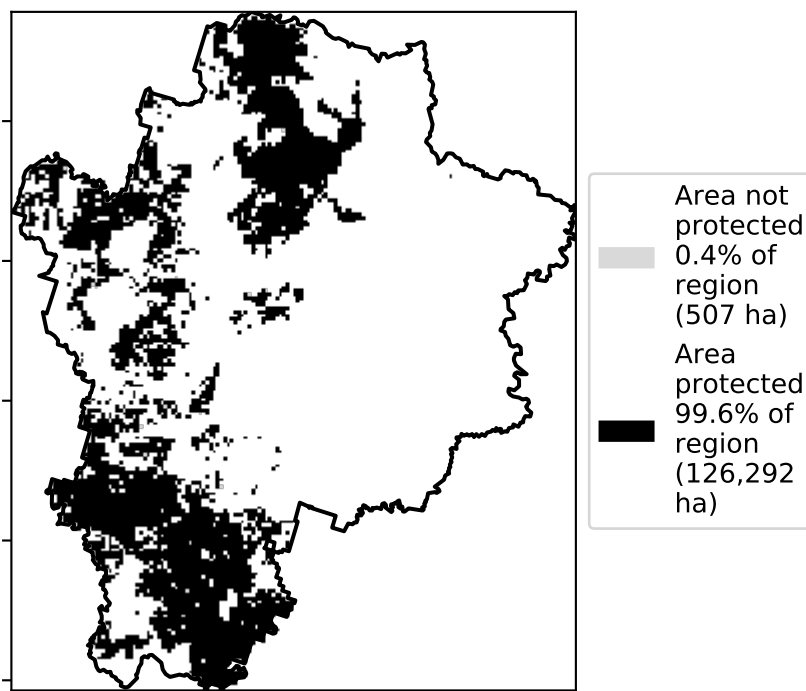 Area not
protected
0.4% of
region
(507 ha)
Area
protected
99.6% of
region
(126,292
ha)